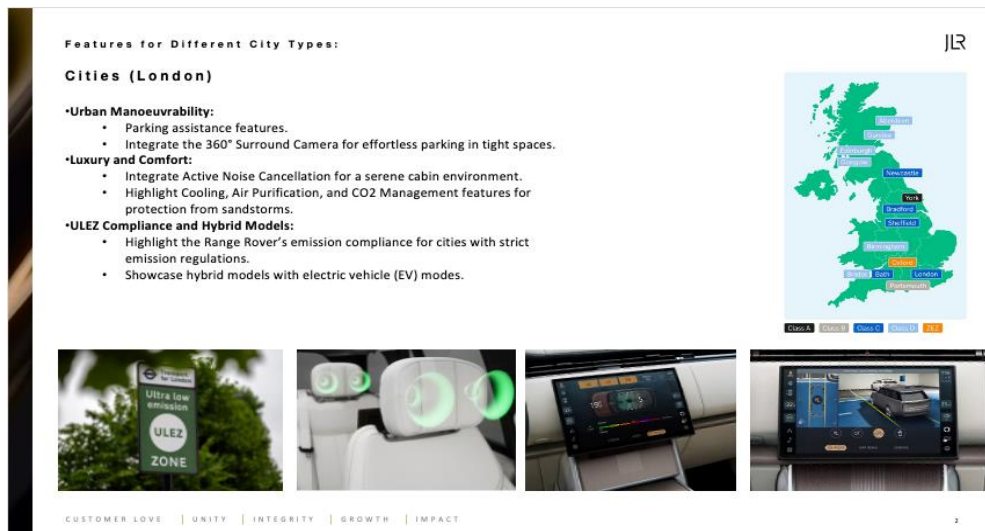 Features for Different City Types:
JLR
Cities (London)
•Urban Manoeuvrability:
• Parking assistance features.
• Integrate the 360° Surround Camera for effortless parking in tight spaces.
•Luxury and Comfort:
• Integrate Active Noise Cancellation for a serene cabin environment.
• Highlight Cooling, Air Purification, and CO2 Management features for
protection from sandstorms.
•ULEZ Compliance and Hybrid Models:
• Highlight the Range Rover’s emission compliance for cities with strict
emission regulations.
• Showcase hybrid models with electric vehicle (EV) modes.
Aberdeen
Dundee
Edinburgh
Glasgow
Newcastle
York
Bradford
Sheffield
Birmingham
Oxford
Bristol
Bath
London
Portsmouth
Class A
Class B
Class C
Class D
ZEZ
Transport
for London
Ultra low
emission
ULEZ
ZONE
CUSTOMER LOVE | UNITY | INTEGRITY | GROWTH | IMPACT
2